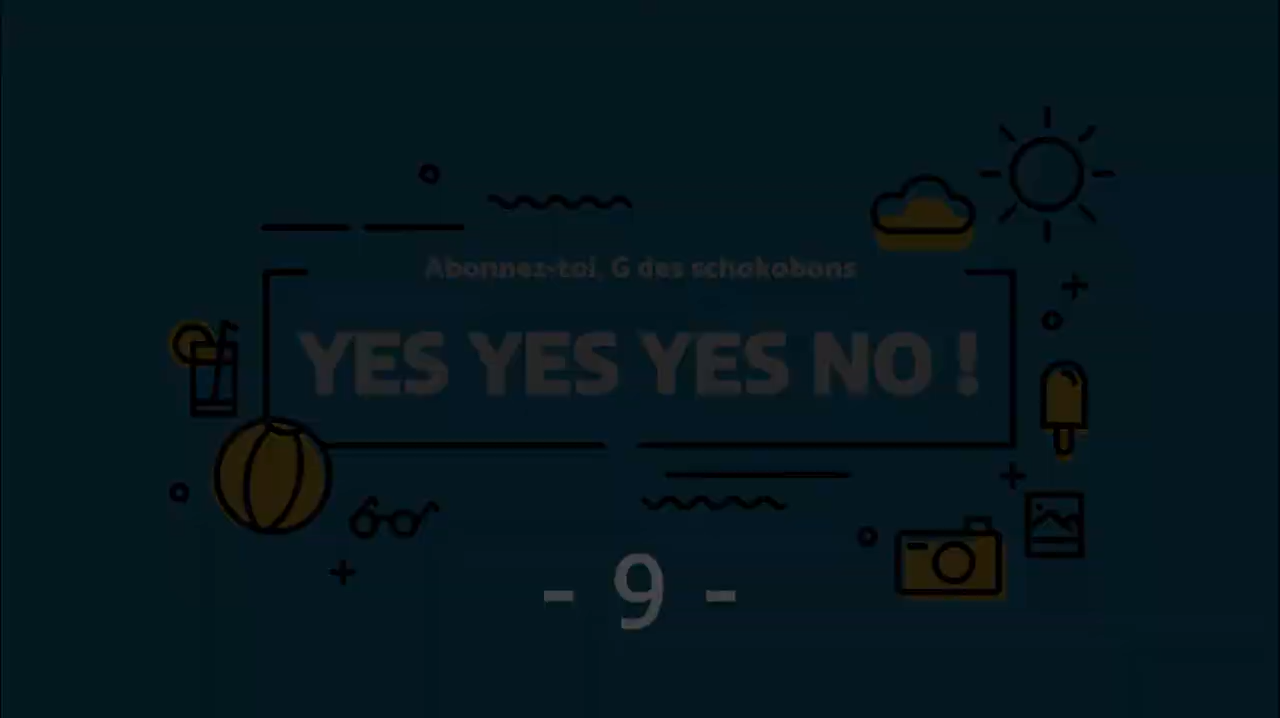 Abonnez-toi, G des schokobons
YES YES YES NO !
- 9 -